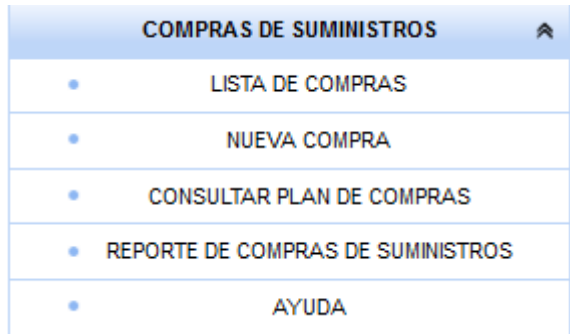 COMPRAS DE SUMINISTROS
LISTA DE COMPRAS
NUEVA COMPRA
CONSULTAR PLAN DE COMPRAS
REPORTE DE COMPRAS DE SUMINISTROS
AYUDA